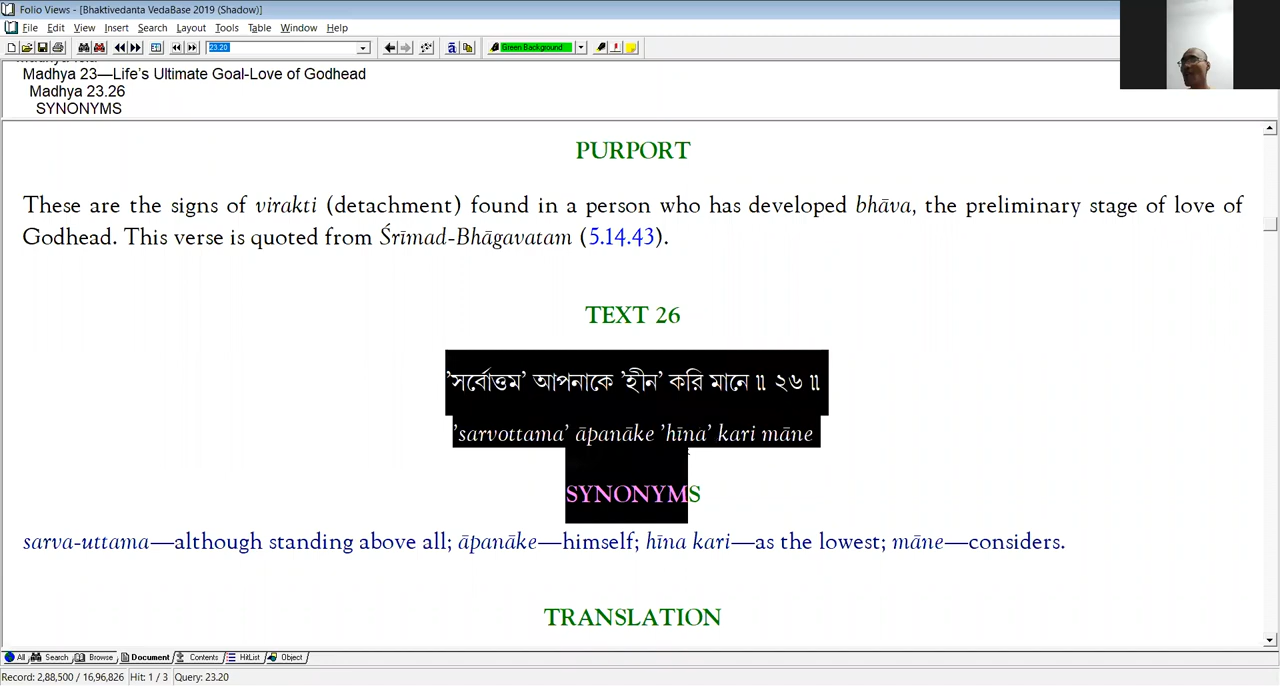 Folio Views - [Bhaktivedanta VedaBase 2019 (Shadow)]
File Edit View Insert Search Layout Tools Table Window Help
23.20 Green Background
Madhya 23—Life's Ultimate Goal-Love of Godhead
Madhya 23.26
SYNONYMS
PURPORT
These are the signs of virakti (detachment) found in a person who has developed bhāva, the preliminary stage of love of
Godhead. This verse is quoted from Śrīmad-Bhāgavatam (5.14.43).
TEXT 26
'সর্বোত্তম' আপনাকে 'হীন' করি মানে ॥ ২৬ ॥
'sarvottama' āpanāke 'hīna' kari māne
SYNONYMS
sarva-uttama—although standing above all; āpanāke—himself; hīna kari—as the lowest; māne—considers.
TRANSLATION
All Search Browse Document Contents HitList Object
Record: 2,88,500 / 16,96,826 Hit: 1 / 3 Query: 23.20